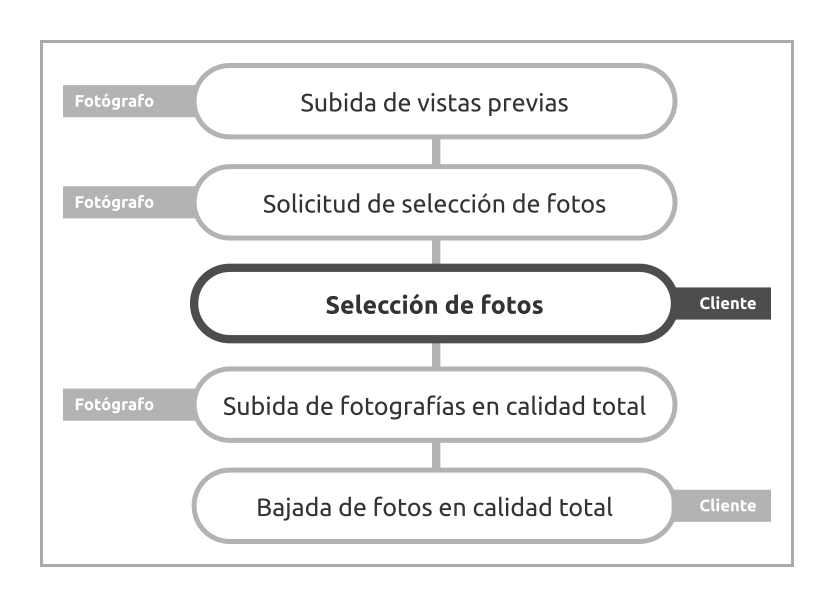 Fotógrafo
Subida de vistas previas
Fotógrafo
Solicitud de selección de fotos
Selección de fotos
Cliente
Fotógrafo
Subida de fotografías en calidad total
Bajada de fotos en calidad total
Cliente